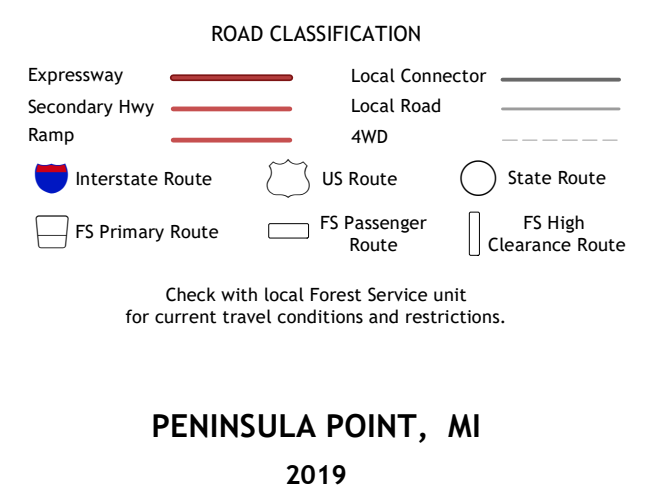 ROAD CLASSIFICATION
Expressway
Local Connector
Secondary Hwy
Local Road
Ramp
4WD
Interstate Route
US Route
State Route
FS Primary Route
FS Passenger
Route
FS High
Clearance Route
Check with local Forest Service unit
for current travel conditions and restrictions.
PENINSULA POINT, MI
2019